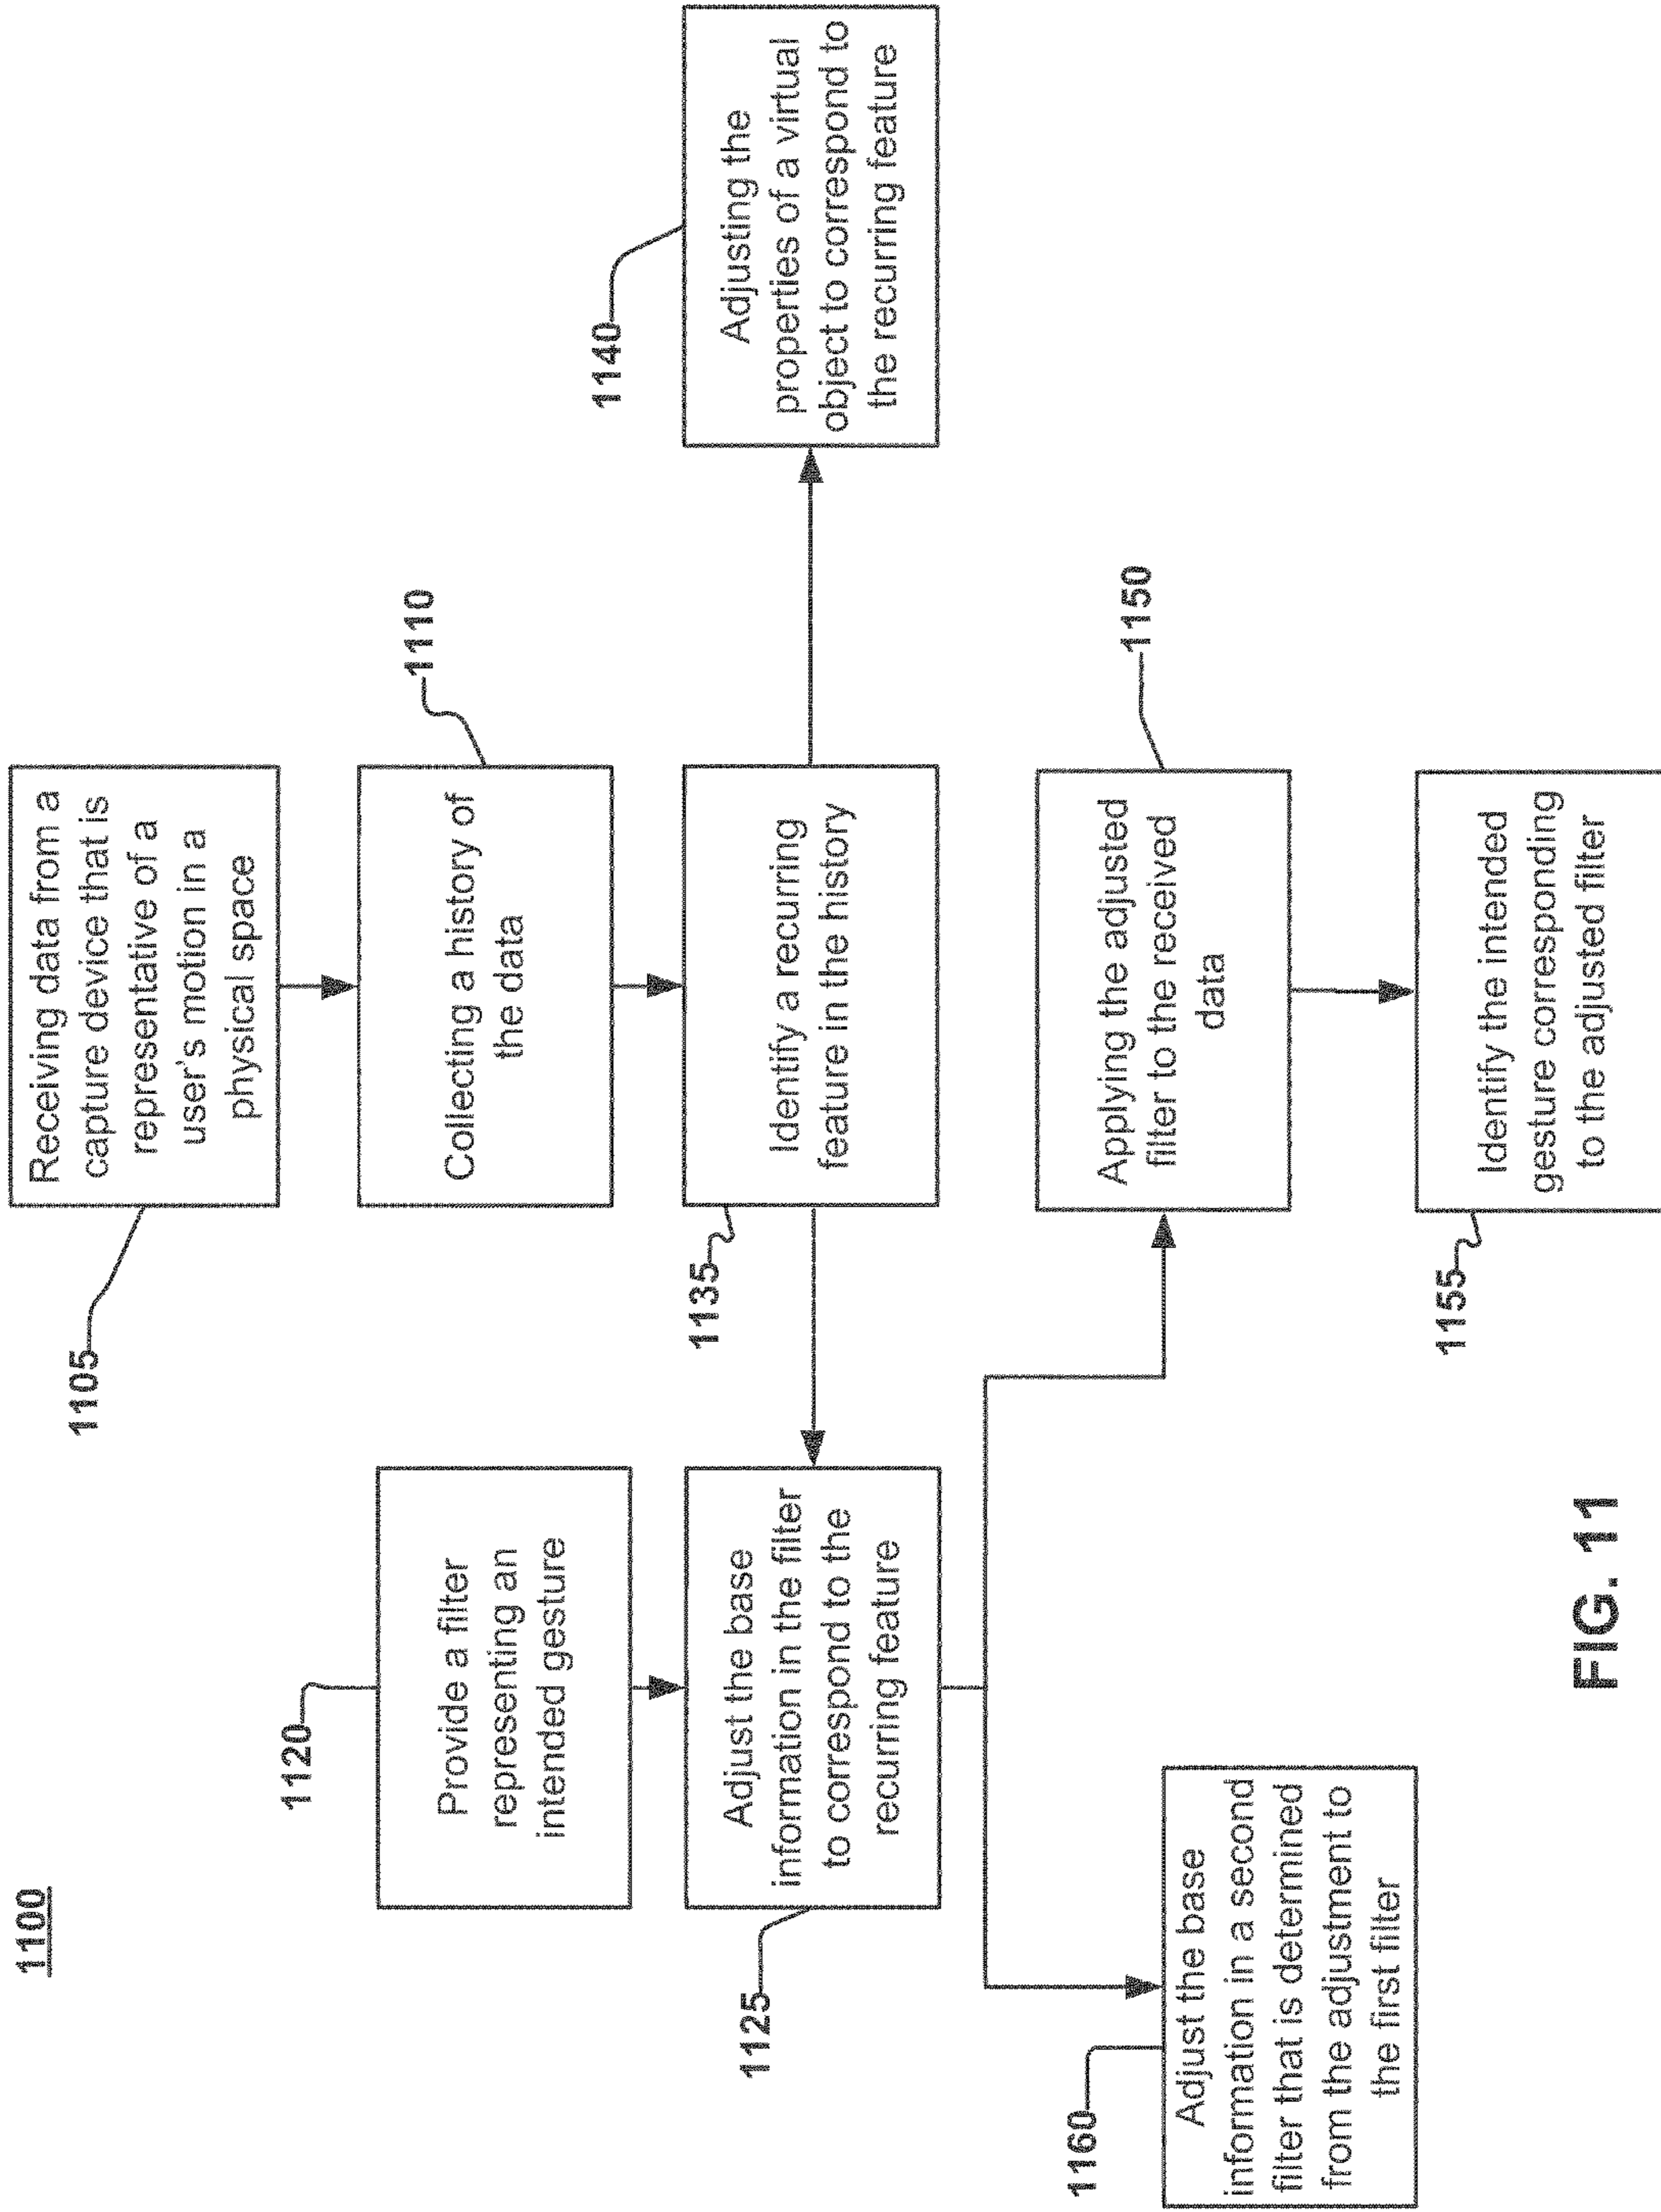 1100
1105
Receiving data from a
capture device that is
representative of a
user's motion in a
physical space
1110
Collecting a history of
the data
1120
Provide a filter
representing an
intended gesture
1125
Adjust the base
information in the filter
to correspond to the
recurring feature
1135
Identify a recurring
feature in the history
1140
Adjusting the
properties of a virtual
object to correspond to
the recurring feature
1160
Adjust the base
information in a second
filter that is determined
from the adjustment to
the first filter
1150
Applying the adjusted
filter to the received
data
1155
Identify the intended
gesture corresponding
to the adjusted filter
FIG. 11